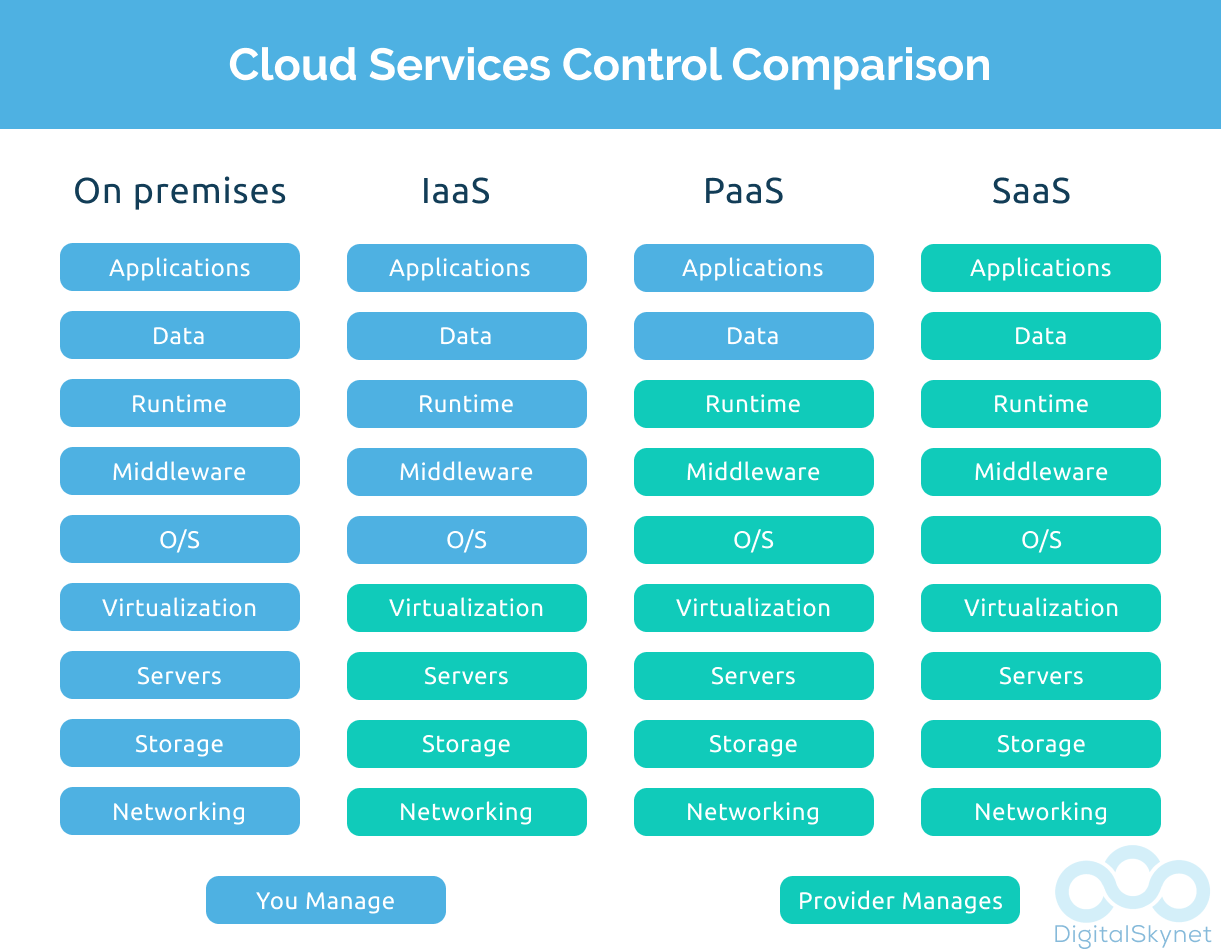 Cloud Services Control Comparison
On premises IaaS PaaS SaaS
Applications Applications Applications Applications
Data Data Data Data
Runtime Runtime Runtime Runtime
Middleware Middleware Middleware Middleware
O/S O/S O/S O/S
Virtualization Virtualization Virtualization Virtualization
Servers Servers Servers Servers
Storage Storage Storage Storage
Networking Networking Networking Networking
You Manage Provider Manages
DigitalSkynet